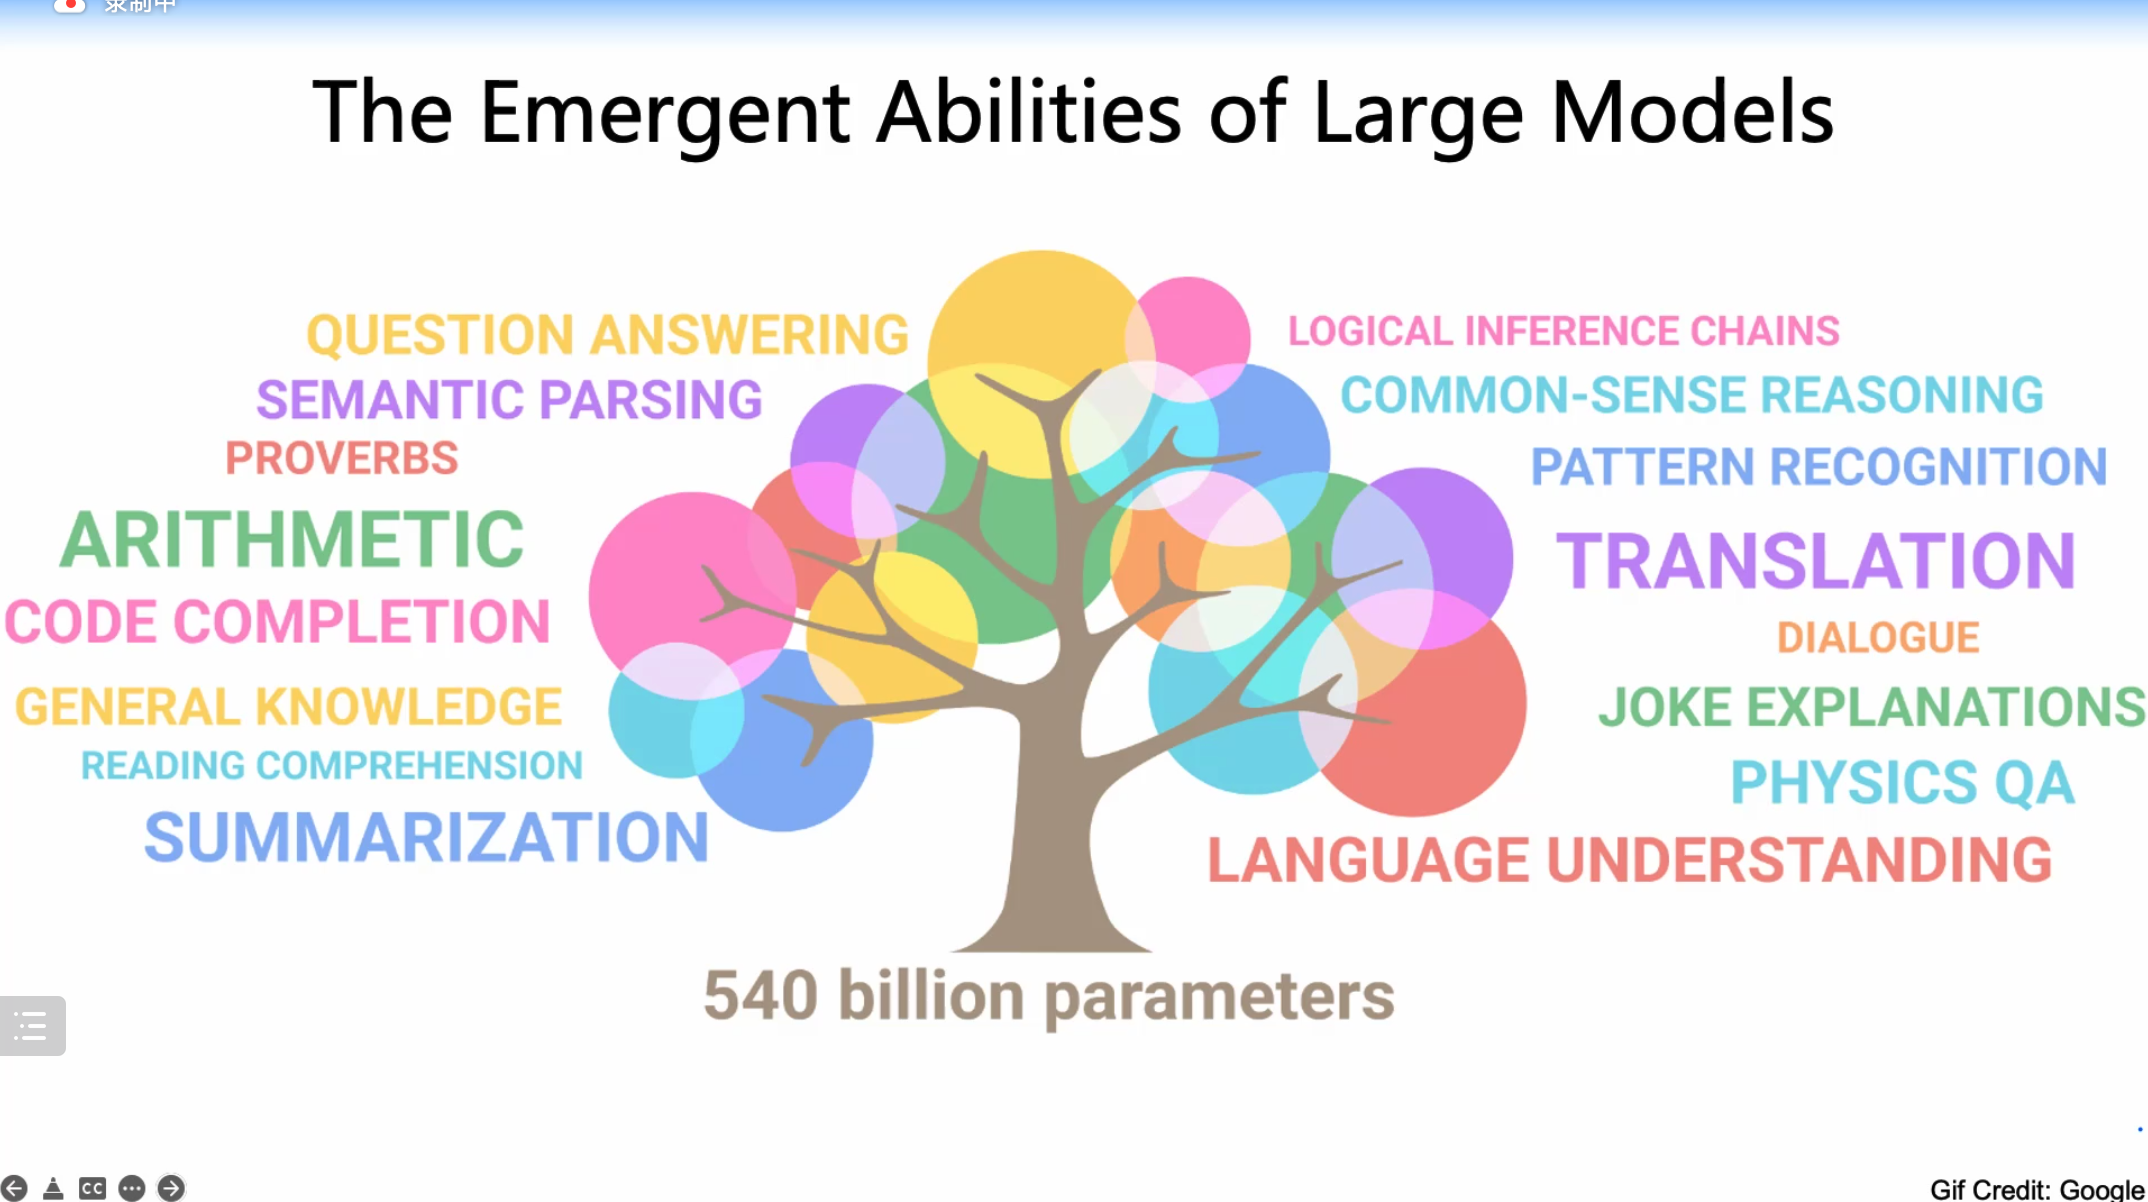 录制中
The Emergent Abilities of Large Models
QUESTION ANSWERING
SEMANTIC PARSING
PROVERBS
ARITHMETIC
CODE COMPLETION
GENERAL KNOWLEDGE
READING COMPREHENSION
SUMMARIZATION
LOGICAL INFERENCE CHAINS
COMMON-SENSE REASONING
PATTERN RECOGNITION
TRANSLATION
DIALOGUE
JOKE EXPLANATIONS
PHYSICS QA
LANGUAGE UNDERSTANDING
540 billion parameters
CC
Gif Credit: Google